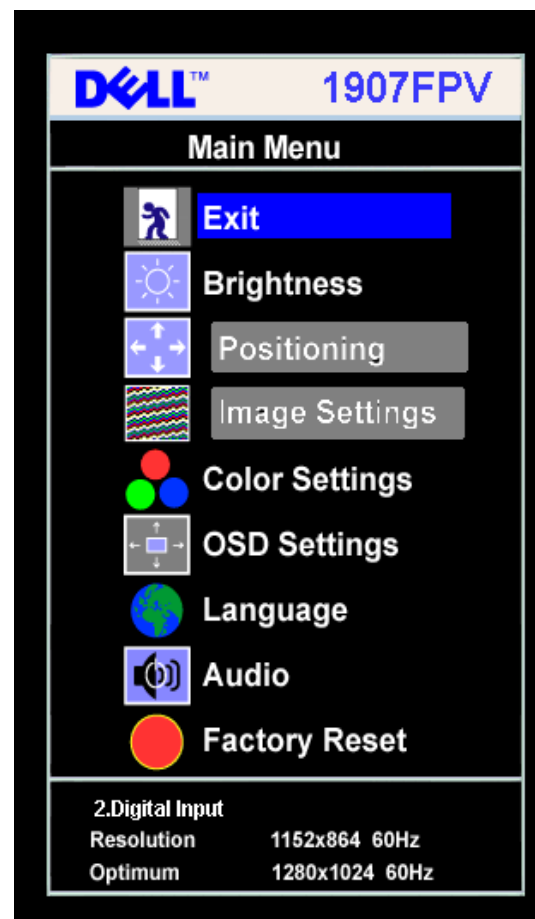 DELL™ 1907FPV
Main Menu
Exit
Brightness
Positioning
Image Settings
Color Settings
OSD Settings
Language
Audio
Factory Reset
2.Digital Input
Resolution 1152x864 60Hz
Optimum 1280x1024 60Hz